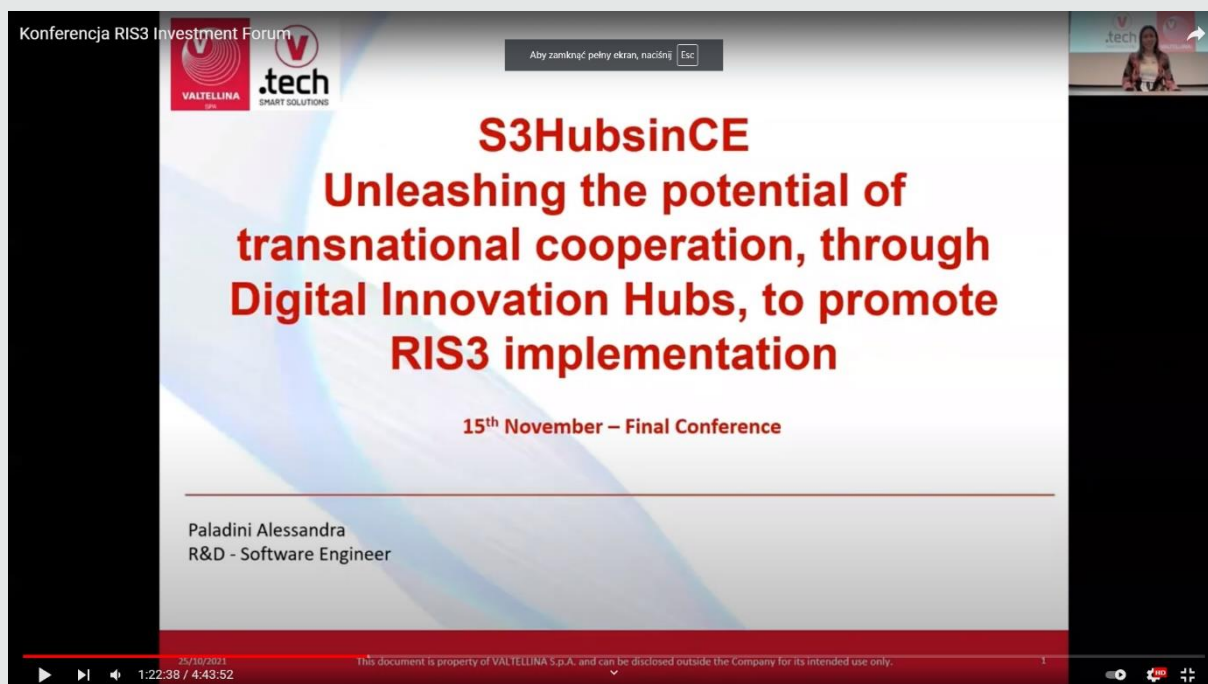 Konferencja RIS3 Investment Forum
Aby zamknąć pełny ekran, naciśnij Esc
V
VALTELLINA
SPA
V
.tech
SMART SOLUTIONS
V
.tech
S3HubsinCE
Unleashing the potential of
transnational cooperation, through
Digital Innovation Hubs, to promote
RIS3 implementation
15th November – Final Conference
Paladini Alessandra
R&D - Software Engineer
25/10/2021
This document is property of VALTELLINA S.p.A. and can be disclosed outside the Company for its intended use only.
1
1:22:38 / 4:43:52
HD